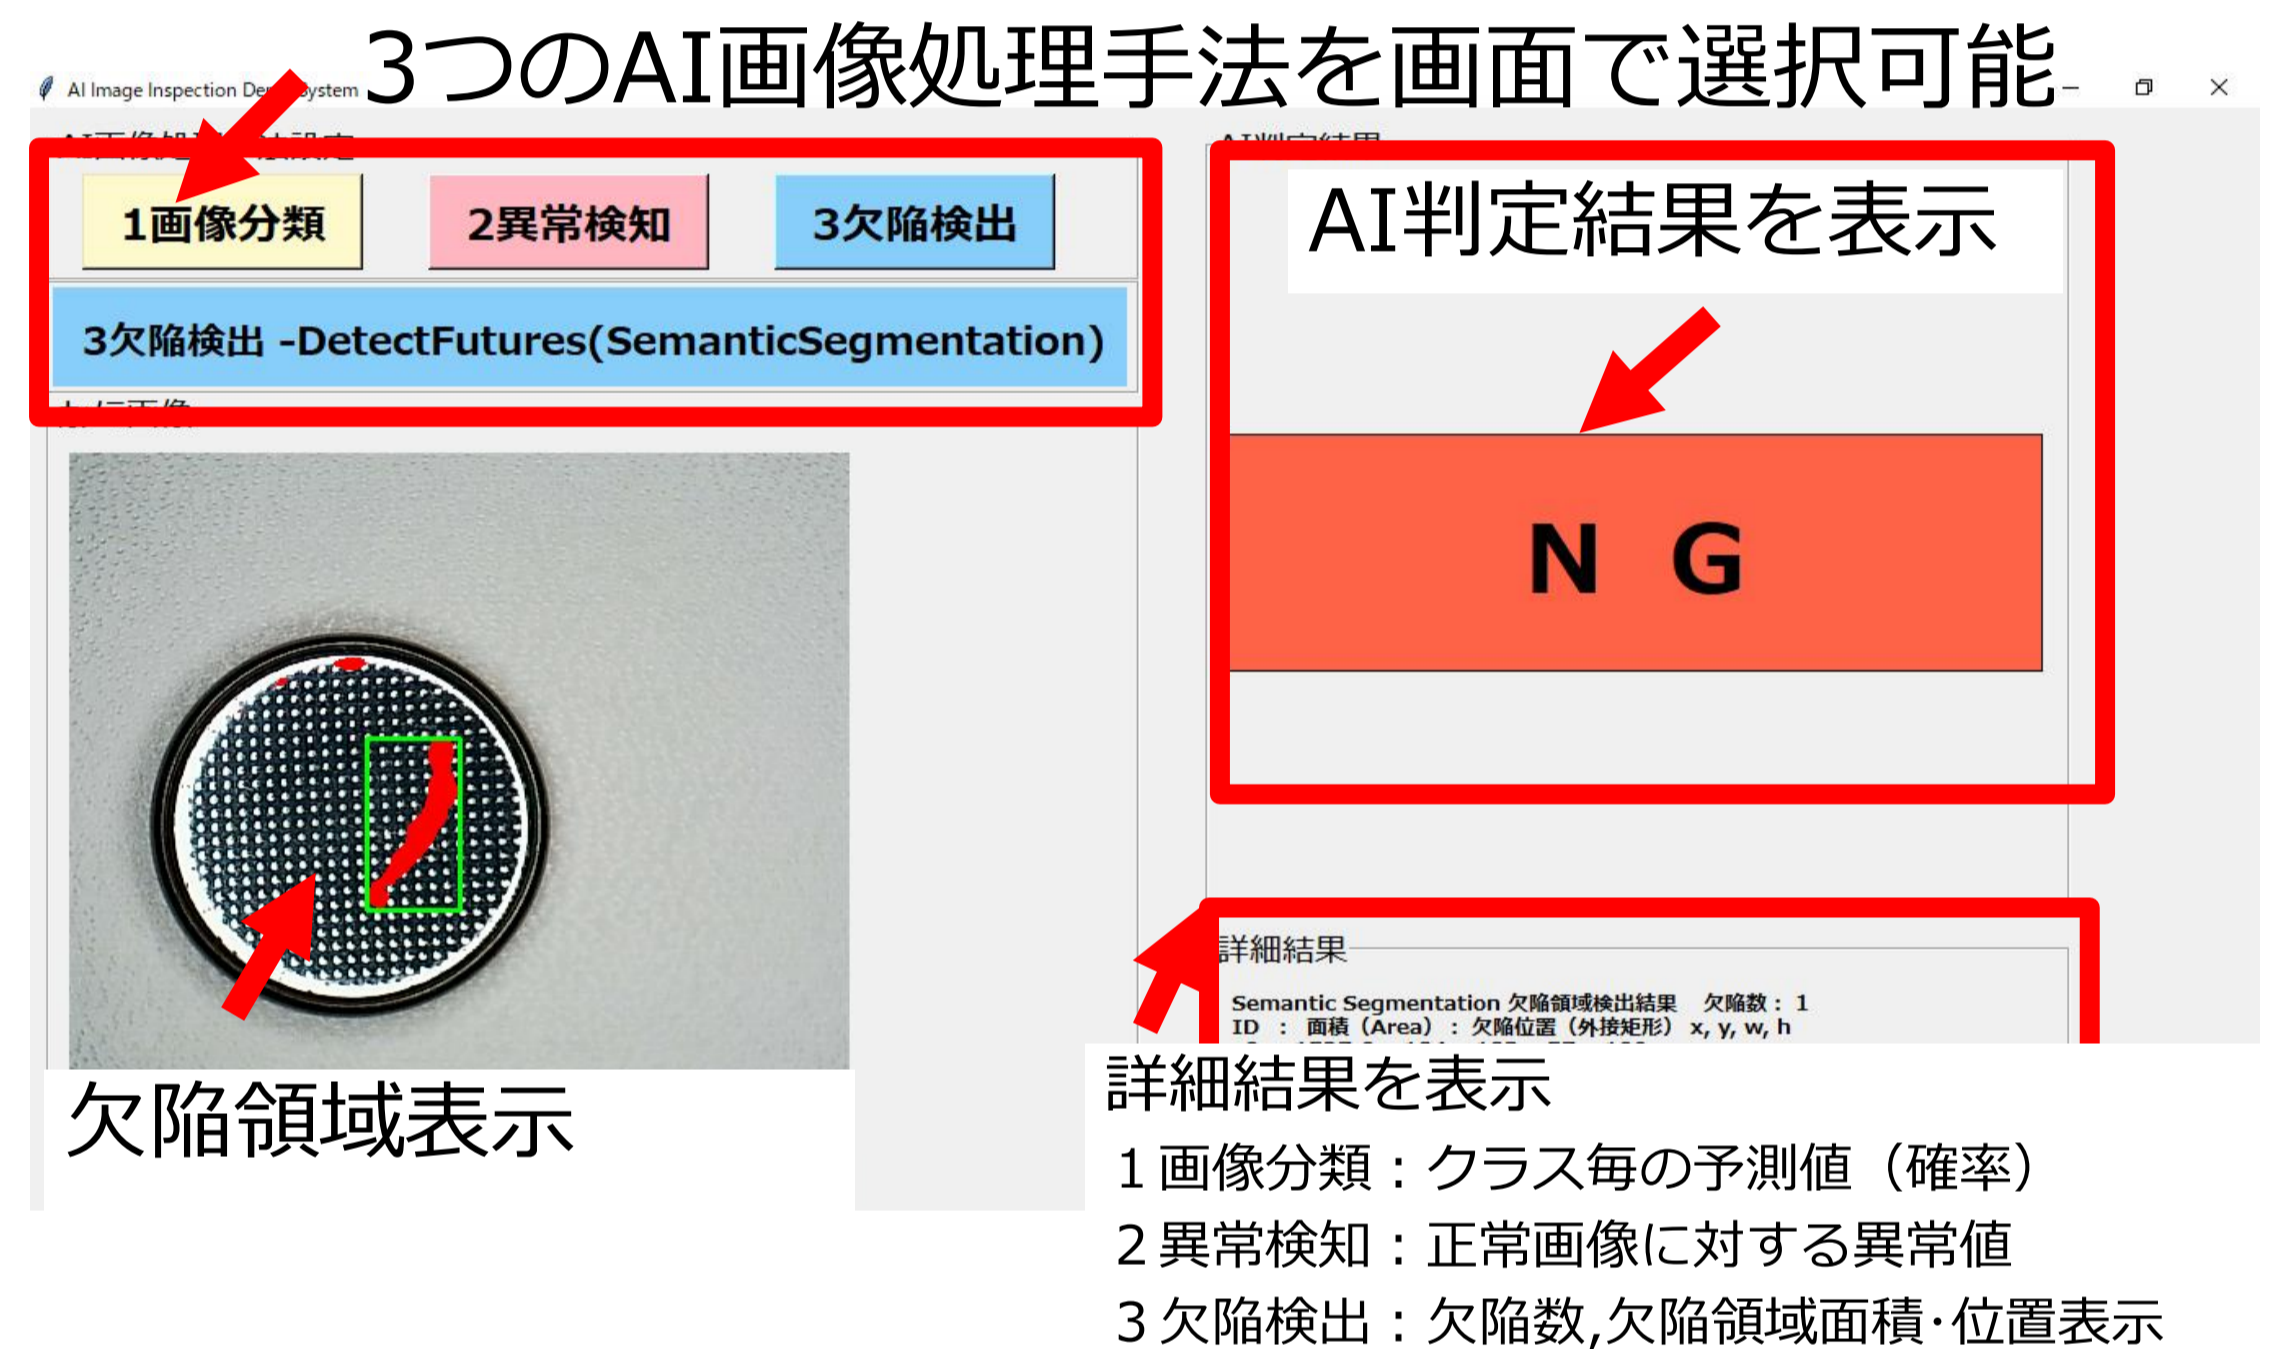 3つのAI画像処理手法を画面で選択可能
AI Image Inspection
1画像分類
2異常検知
3欠陥検出
3欠陥検出 -DetectFutures(SemanticSegmentation)
AI判定結果を表示
N G
欠陥領域表示
詳細結果
Semantic Segmentation 欠陥領域検出結果 欠陥数： 1
ID ： 面積（Area）： 欠陥位置（外接矩形） x, y, w, h
詳細結果を表示
１画像分類：クラス毎の予測値（確率）
２異常検知：正常画像に対する異常値
３欠陥検出：欠陥数,欠陥領域面積･位置表示